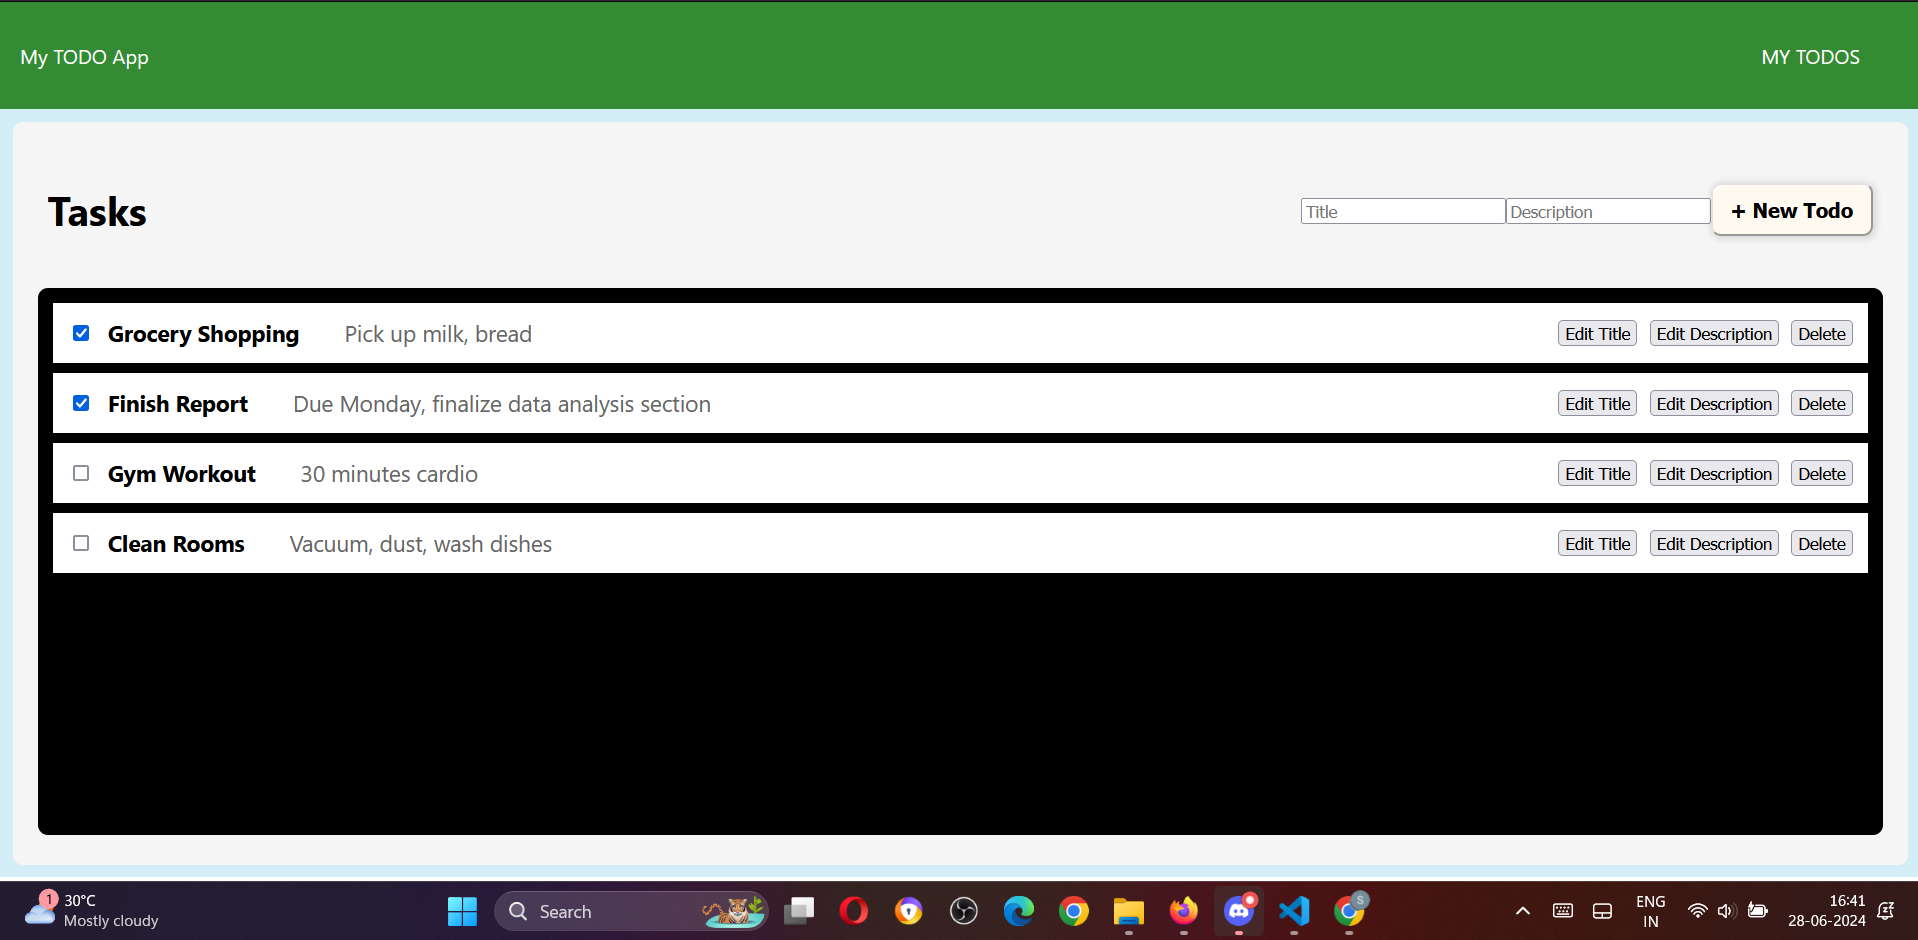 My TODO App MY TODOS
Tasks Title Description + New Todo
Grocery Shopping Pick up milk, bread Edit Title Edit Description Delete
Finish Report Due Monday, finalize data analysis section Edit Title Edit Description Delete
Gym Workout 30 minutes cardio Edit Title Edit Description Delete
Clean Rooms Vacuum, dust, wash dishes Edit Title Edit Description Delete
1 30°C
Mostly cloudy
Search
S
ENG
IN
16:41
28-06-2024